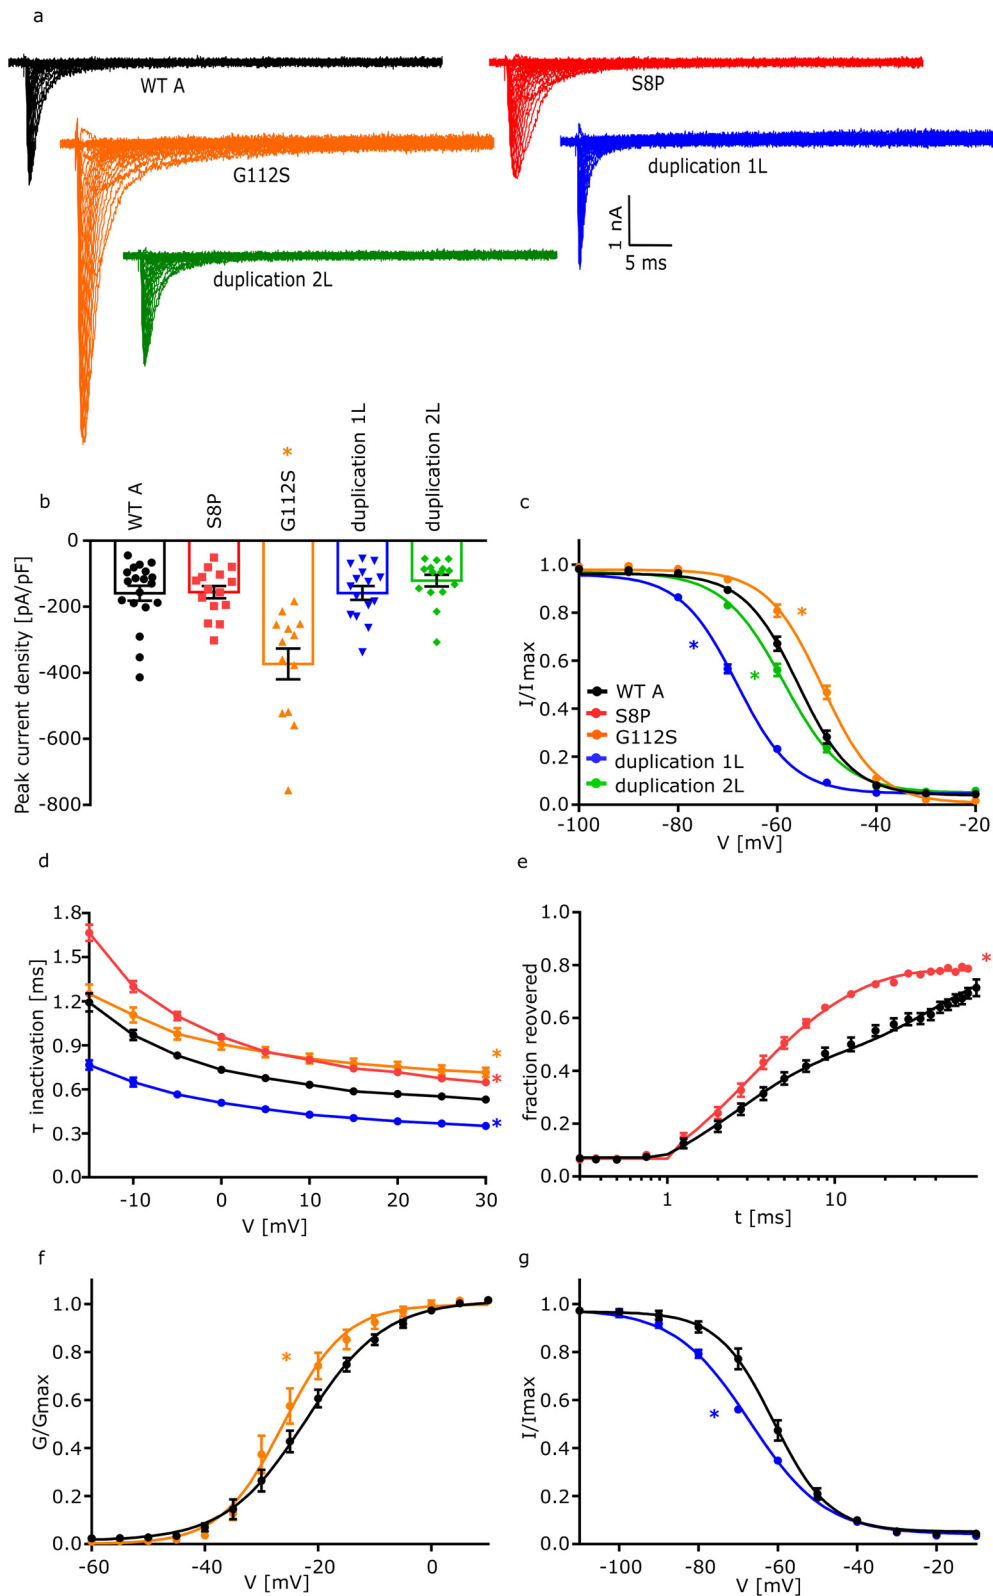 a
WT A
S8P
G112S
duplication 1L
1 nA
5 ms
duplication 2L
b
WT A
S8P
G112S
*
duplication 1L
duplication 2L
Peak current density [pA/pF]
0
-200
-400
-600
-800
c
I/Imax
1.0
0.8
0.6
0.4
0.2
0.0
*
*
*
WT A
S8P
G112S
duplication 1L
duplication 2L
-100 -80 -60 -40 -20
V [mV]
d
τ inactivation [ms]
1.8
1.5
1.2
0.9
0.6
0.3
0.0
*
*
*
-10 0 10 20 30
V [mV]
e
fraction reovered
1.0
0.8
0.6
0.4
0.2
0.0
*
1 10
t [ms]
f
G/Gmax
1.0
0.8
0.6
0.4
0.2
0.0
*
-60 -40 -20 0
V [mV]
g
I/Imax
1.0
0.8
0.6
0.4
0.2
0.0
*
-100 -80 -60 -40 -20
V [mV]